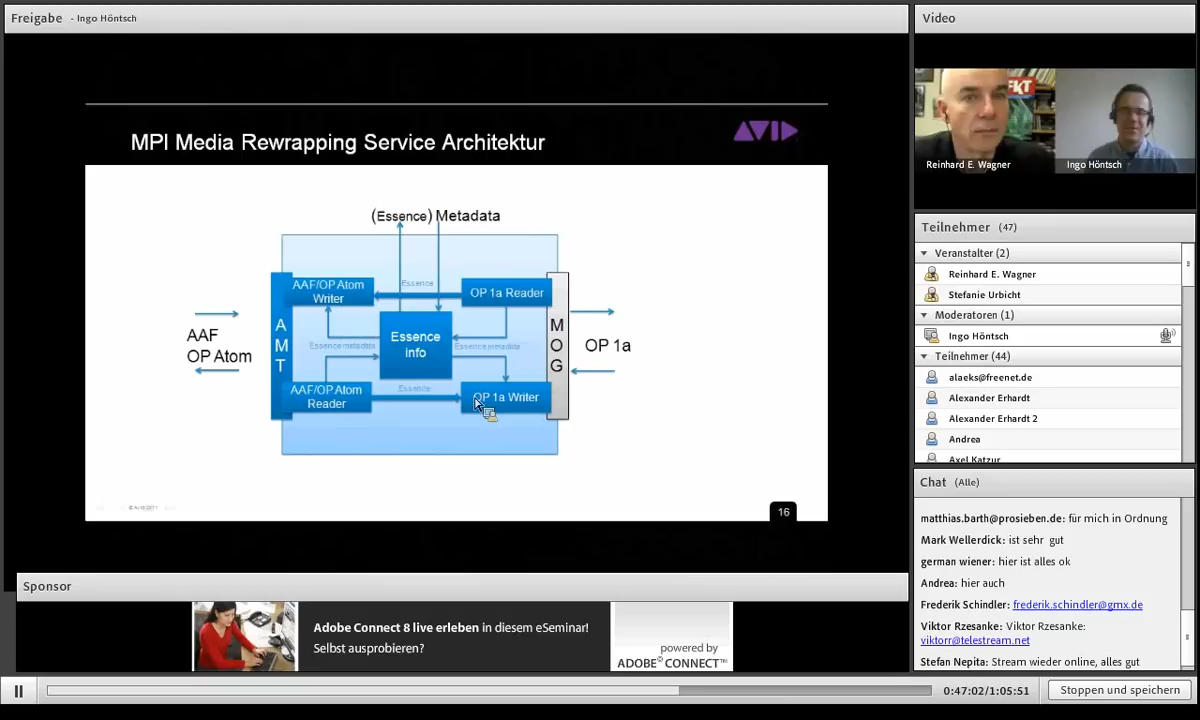 Freigabe - Ingo Höntsch
MPI Media Rewrapping Service Architektur
AVID
(Essence) Metadata
AAF/OP Atom
Writer
Essence
OP 1a Reader
AMT
MOG
Essence
info
Essence metadata
Essence metadata
AAF
OP Atom
OP 1a
AAF/OP Atom
Reader
Essence
OP 1a Writer
16
Sponsor
Adobe Connect 8 live erleben in diesem eSeminar!
Selbst ausprobieren?
powered by
ADOBE® CONNECT™
Video
FKT
Reinhard E. Wagner
Ingo Höntsch
Teilnehmer (47)
Veranstalter (2)
Reinhard E. Wagner
Stefanie Urbicht
Moderatoren (1)
Ingo Höntsch
Teilnehmer (44)
alaeks@freenet.de
Alexander Erhardt
Alexander Erhardt 2
Andrea
Axel Katzur
Chat (Alle)
matthias.barth@prosieben.de: für mich in Ordnung
Mark Wellerdick: ist sehr gut
german wiener: hier ist alles ok
Andrea: hier auch
Frederik Schindler: frederik.schindler@gmx.de
Viktor Rzesanke: Viktor Rzesanke:
viktorr@telestream.net
Stefan Nepita: Stream wieder online, alles gut
0:47:02/1:05:51
Stoppen und speichern